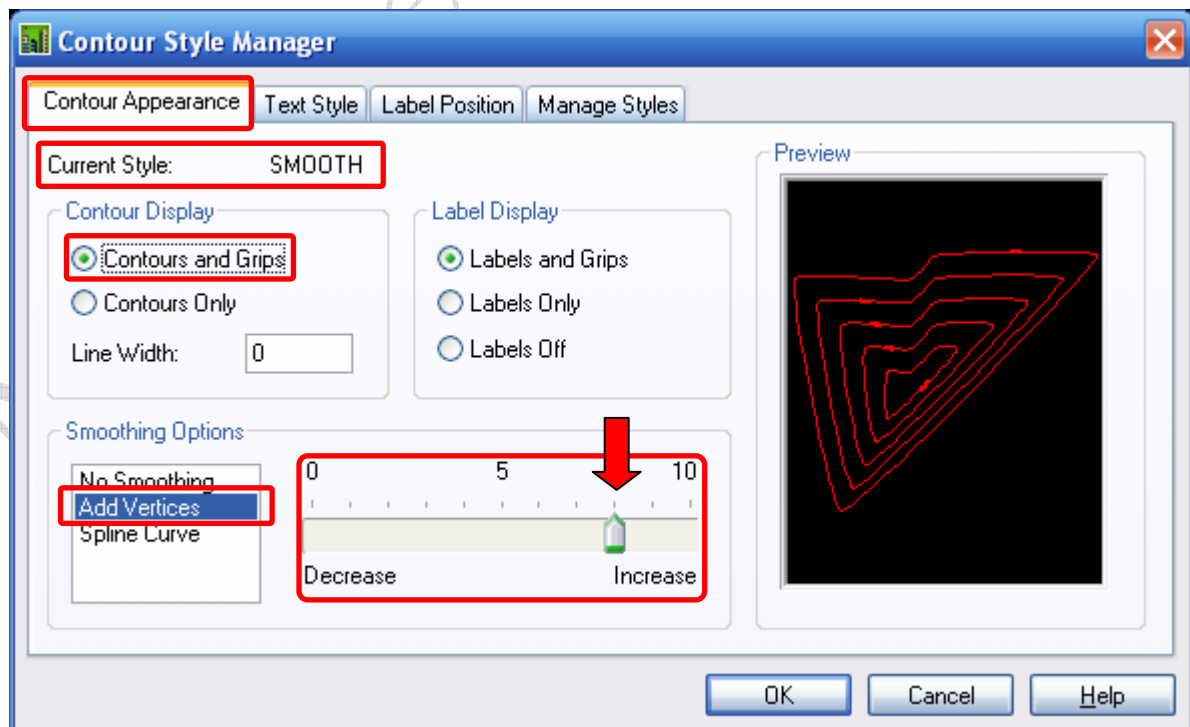 Contour Style Manager
Contour Appearance Text Style Label Position Manage Styles
Current Style: SMOOTH
Contour Display
Contours and Grips
Contours Only
Line Width: 0
Label Display
Labels and Grips
Labels Only
Labels Off
Preview
Smoothing Options
No Smoothing
Add Vertices
Spline Curve
0 5 10
Decrease Increase
OK Cancel Help